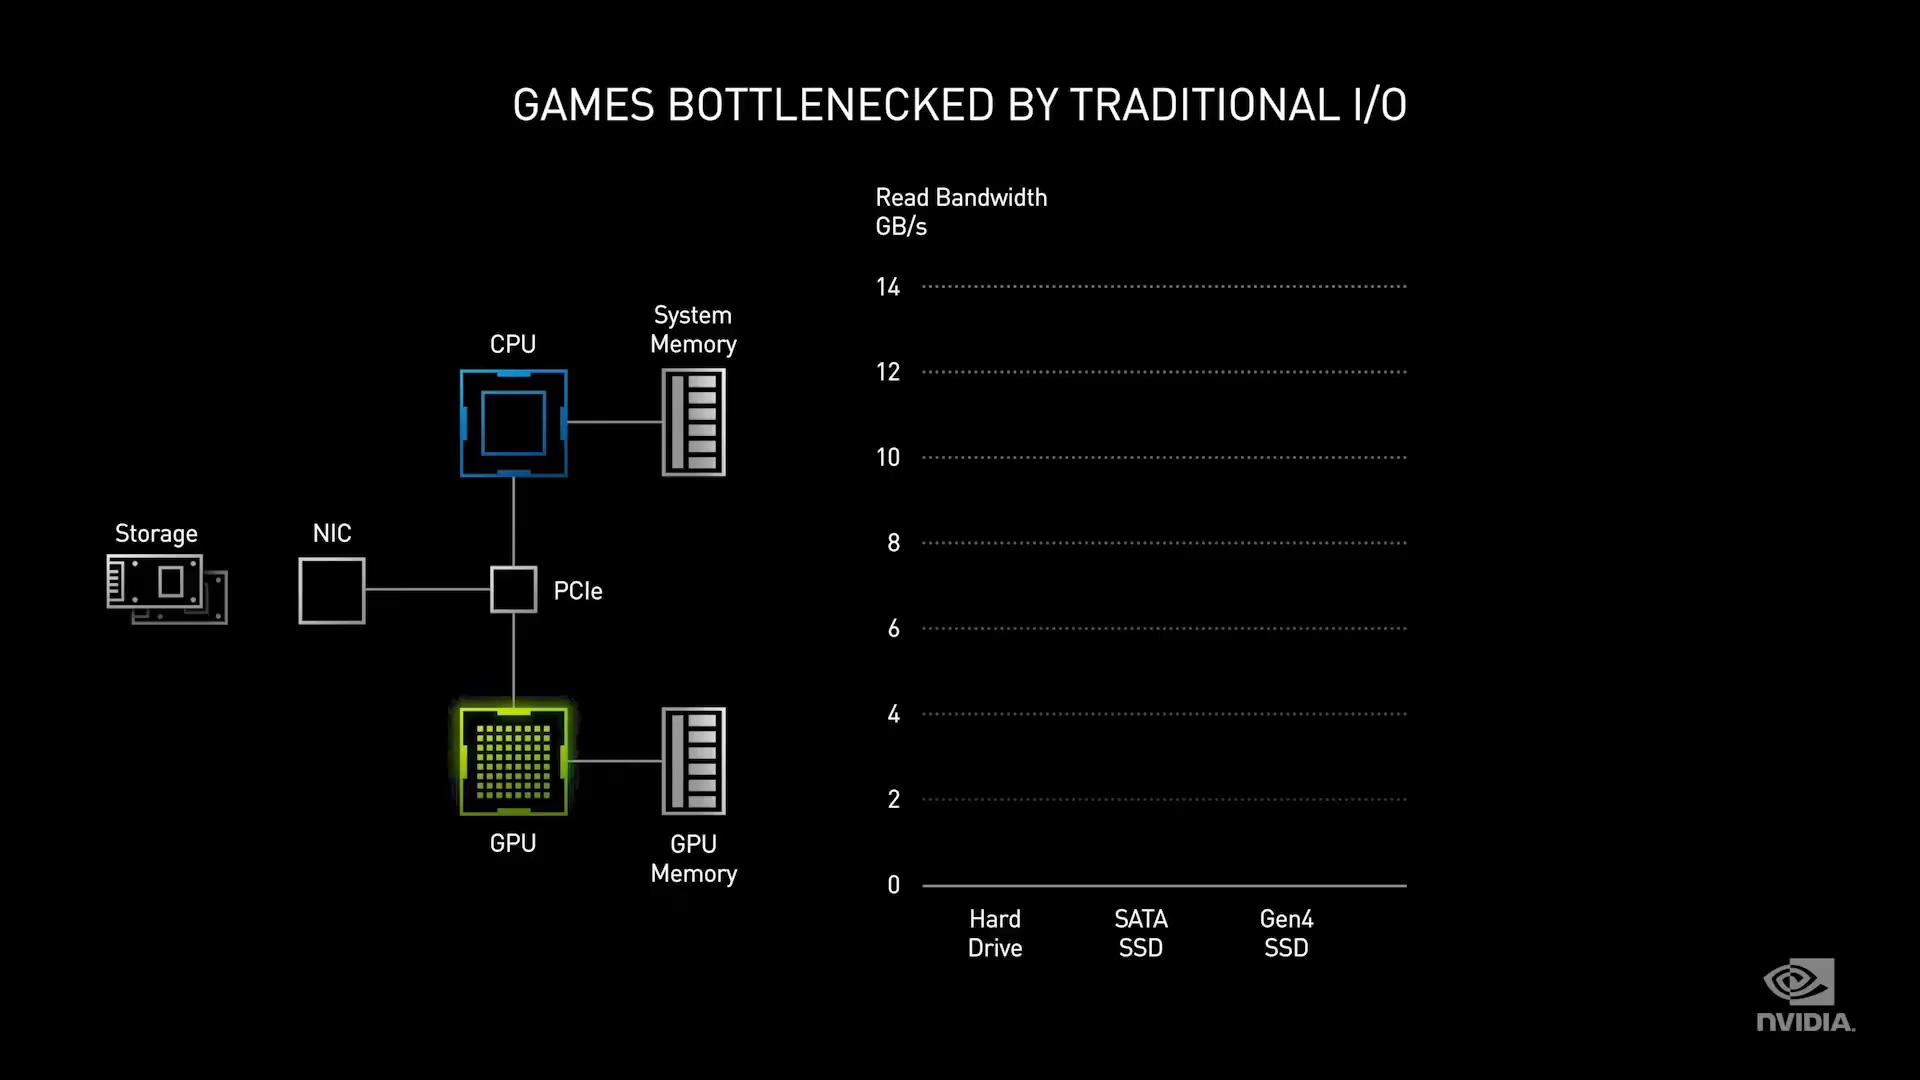 GAMES BOTTLENECKED BY TRADITIONAL I/O
Read Bandwidth
GB/s
System
Memory
CPU
Storage
NIC
PCIe
GPU
GPU
Memory
14
12
10
8
6
4
2
0
Hard
Drive
SATA
SSD
Gen4
SSD
NVIDIA.